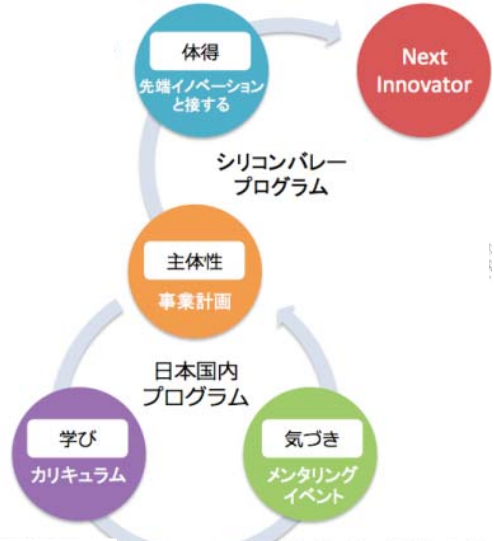 体得
先端イノベーション
と接する
Next
Innovator
シリコンバレー
プログラム
主体性
事業計画
日本国内
プログラム
学び
カリキュラム
気づき
メンタリング
イベント